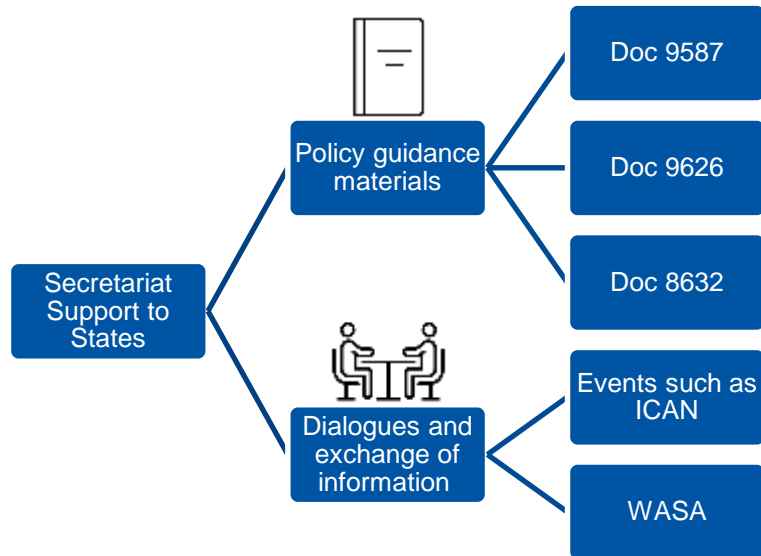 Secretariat
Support to
States
Policy guidance
materials
Doc 9587
Doc 9626
Doc 8632
Dialogues and
exchange of
information
Events such as
ICAN
WASA